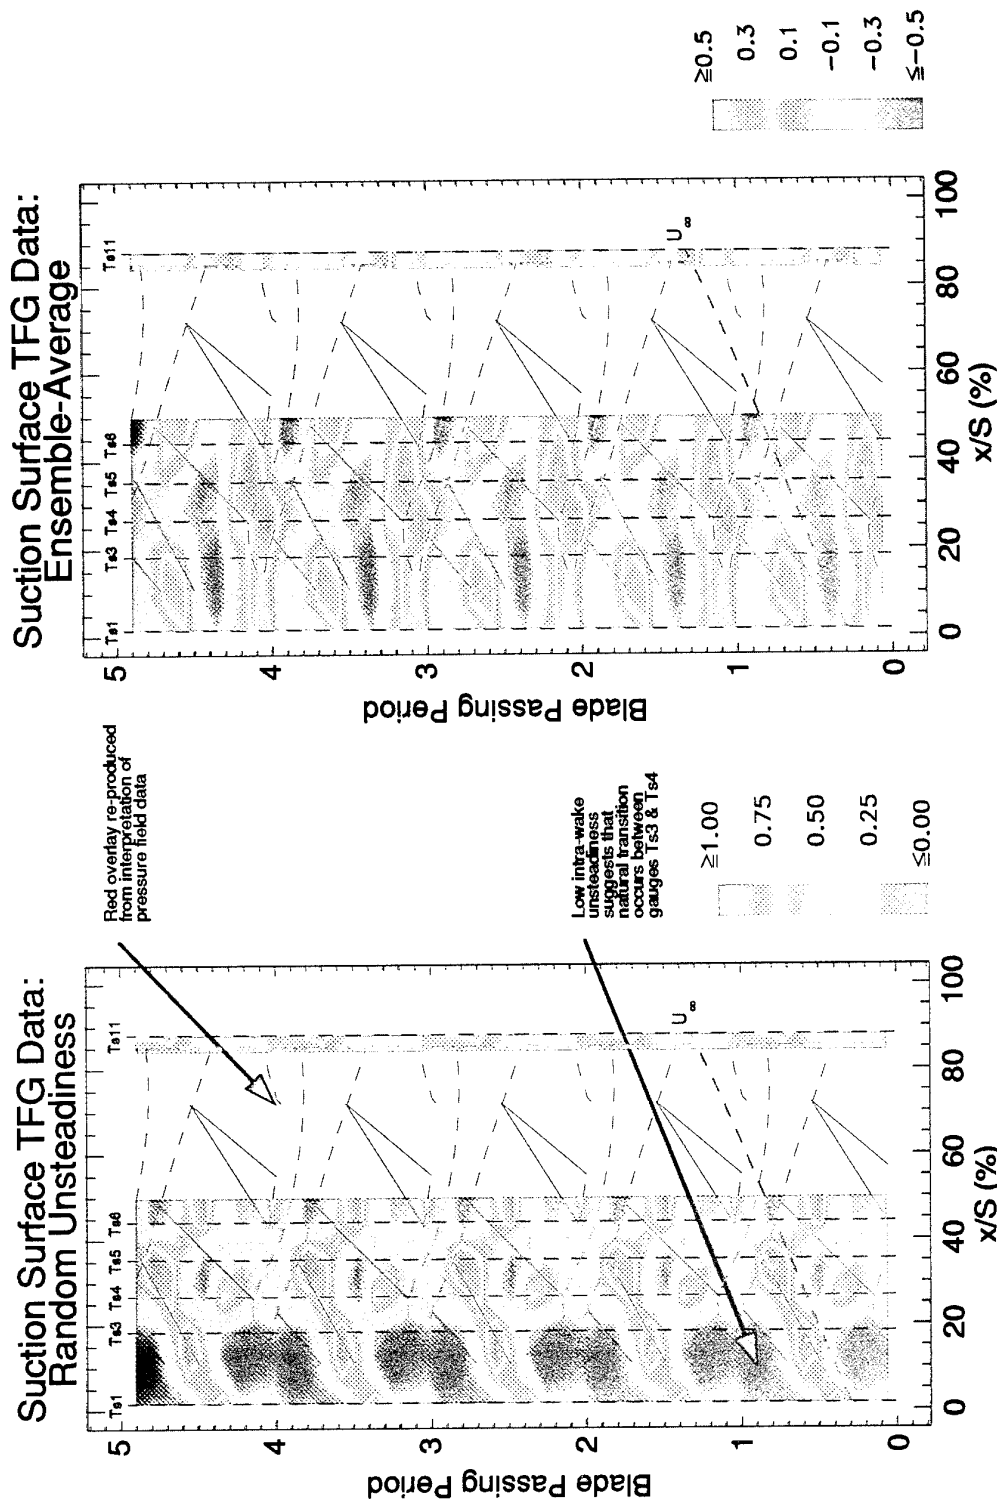 Suction Surface TFG Data:
Random Unsteadiness
Ts1
Ts3
Ts4
Ts5
Ts6
Ts11
5
4
3
2
1
0
Blade Passing Period
0
20
40
60
80
100
x/S (%)
U∞
Red overlay re-produced
from interpretation of
pressure field data
Low intra-wake
unsteadiness
suggests that
natural transition
occurs between
gauges Ts3 & Ts4
≥1.00
0.75
0.50
0.25
≤0.00
Suction Surface TFG Data:
Ensemble-Average
Ts1
Ts3
Ts4
Ts5
Ts6
Ts11
5
4
3
2
1
0
Blade Passing Period
0
20
40
60
80
100
x/S (%)
U∞
≥0.5
0.3
0.1
−0.1
−0.3
≤−0.5